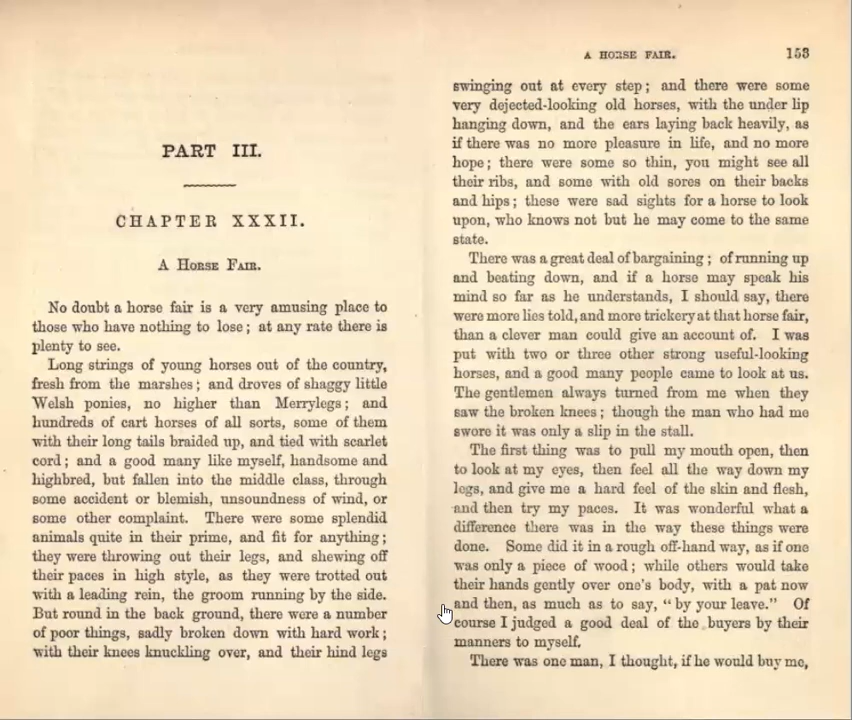 PART III.
CHAPTER XXXII.
A Horse Fair.
No doubt a horse fair is a very amusing place to
those who have nothing to lose; at any rate there is
plenty to see.
Long strings of young horses out of the country,
fresh from the marshes; and droves of shaggy little
Welsh ponies, no higher than Merrylegs; and
hundreds of cart horses of all sorts, some of them
with their long tails braided up, and tied with scarlet
cord; and a good many like myself, handsome and
highbred, but fallen into the middle class, through
some accident or blemish, unsoundness of wind, or
some other complaint. There were some splendid
animals quite in their prime, and fit for anything;
they were throwing out their legs, and shewing off
their paces in high style, as they were trotted out
with a leading rein, the groom running by the side.
But round in the back ground, there were a number
of poor things, sadly broken down with hard work;
with their knees knuckling over, and their hind legs
A HORSE FAIR. 153
swinging out at every step; and there were some
very dejected-looking old horses, with the under lip
hanging down, and the ears laying back heavily, as
if there was no more pleasure in life, and no more
hope; there were some so thin, you might see all
their ribs, and some with old sores on their backs
and hips; these were sad sights for a horse to look
upon, who knows not but he may come to the same
state.
There was a great deal of bargaining; of running up
and beating down, and if a horse may speak his
mind so far as he understands, I should say, there
were more lies told, and more trickery at that horse fair,
than a clever man could give an account of. I was
put with two or three other strong useful-looking
horses, and a good many people came to look at us.
The gentlemen always turned from me when they
saw the broken knees; though the man who had me
swore it was only a slip in the stall.
The first thing was to pull my mouth open, then
to look at my eyes, then feel all the way down my
legs, and give me a hard feel of the skin and flesh,
and then try my paces. It was wonderful what a
difference there was in the way these things were
done. Some did it in a rough off-hand way, as if one
was only a piece of wood; while others would take
their hands gently over one's body, with a pat now
and then, as much as to say, "by your leave." Of
course I judged a good deal of the buyers by their
manners to myself.
There was one man, I thought, if he would buy me,